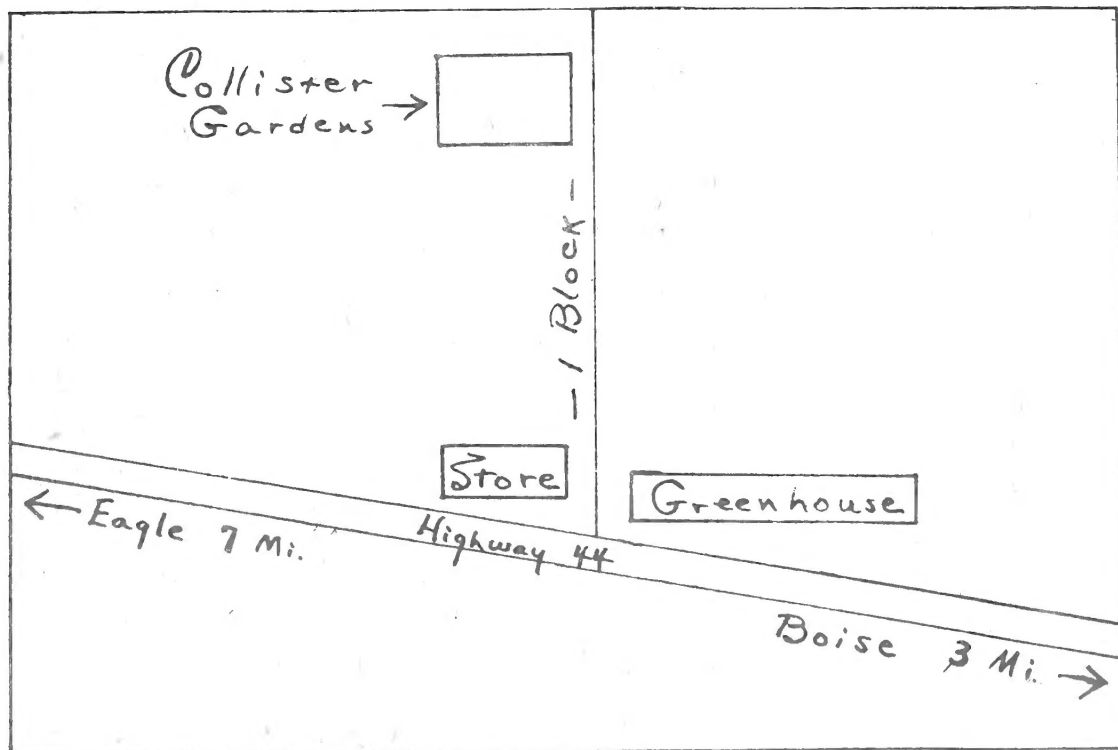 Collister
Gardens →
- 1 Block -
Store
Greenhouse
← Eagle 7 Mi.
Highway 44
Boise 3 Mi. →